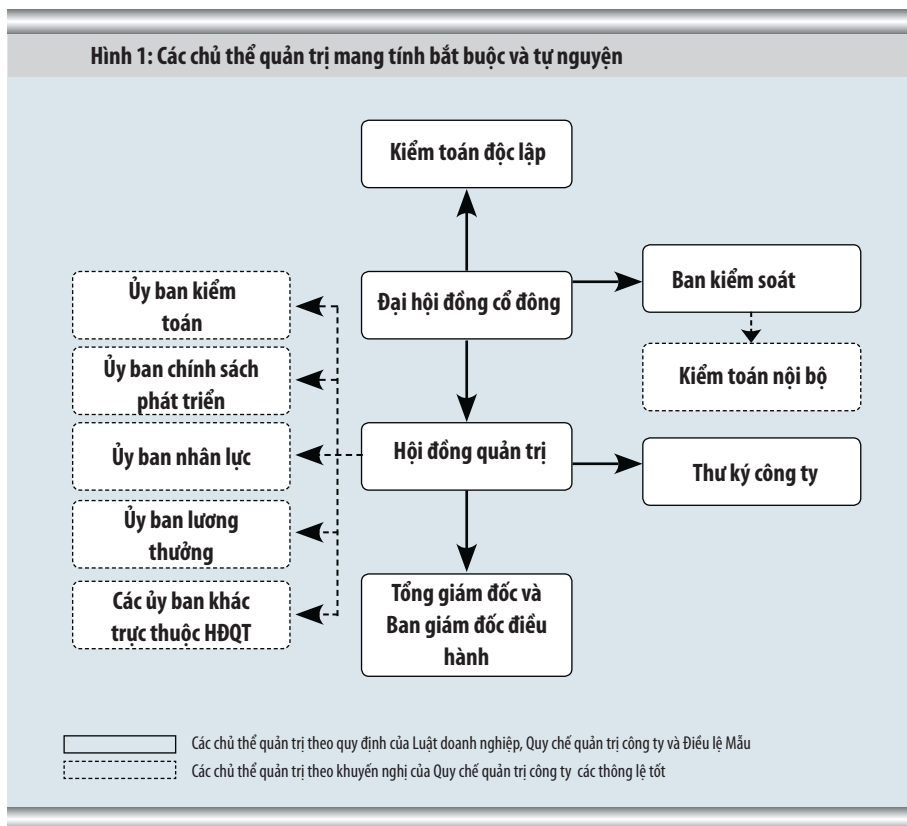 Hình 1: Các chủ thể quản trị mang tính bắt buộc và tự nguyện
Kiểm toán độc lập
Đại hội đồng cổ đông
Ban kiểm soát
Kiểm toán nội bộ
Ủy ban kiểm
toán
Ủy ban chính sách
phát triển
Ủy ban nhân lực
Ủy ban lương
thưởng
Các ủy ban khác
trực thuộc HĐQT
Hội đồng quản trị
Thư ký công ty
Tổng giám đốc và
Ban giám đốc điều
hành
Các chủ thể quản trị theo quy định của Luật doanh nghiệp, Quy chế quản trị công ty và Điều lệ Mẫu
Các chủ thể quản trị theo khuyến nghị của Quy chế quản trị công ty các thông lệ tốt